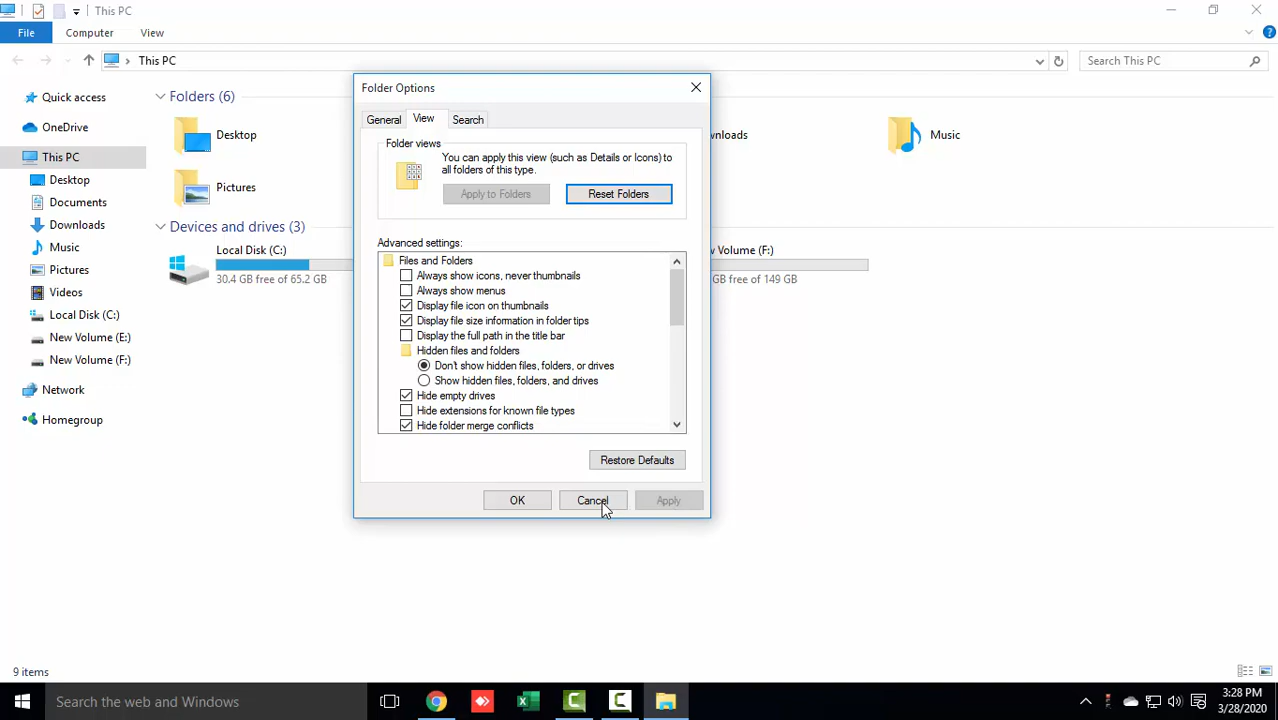 This PC
File
Computer
View
This PC
Search This PC
Quick access
OneDrive
This PC
Desktop
Documents
Downloads
Music
Pictures
Videos
Local Disk (C:)
New Volume (E:)
New Volume (F:)
Network
Homegroup
Folders (6)
Desktop
wnloads
Music
Pictures
Devices and drives (3)
Local Disk (C:)
30.4 GB free of 65.2 GB
w Volume (F:)
GB free of 149 GB
Folder Options
General
View
Search
Folder views
You can apply this view (such as Details or Icons) to
all folders of this type.
Apply to Folders
Reset Folders
Advanced settings:
Files and Folders
Always show icons, never thumbnails
Always show menus
Display file icon on thumbnails
Display file size information in folder tips
Display the full path in the title bar
Hidden files and folders
Don't show hidden files, folders, or drives
Show hidden files, folders, and drives
Hide empty drives
Hide extensions for known file types
Hide folder merge conflicts
Restore Defaults
OK
Cancel
Apply
9 items
Search the web and Windows
3:28 PM
3/28/2020